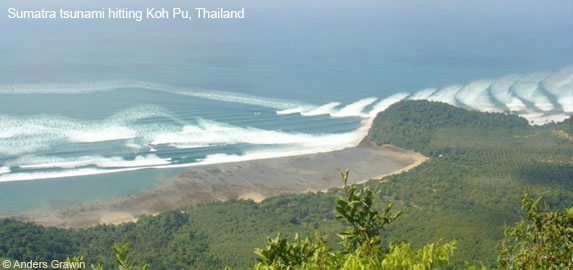 Sumatra tsunami hitting Koh Pu, Thailand
© Anders Grawin